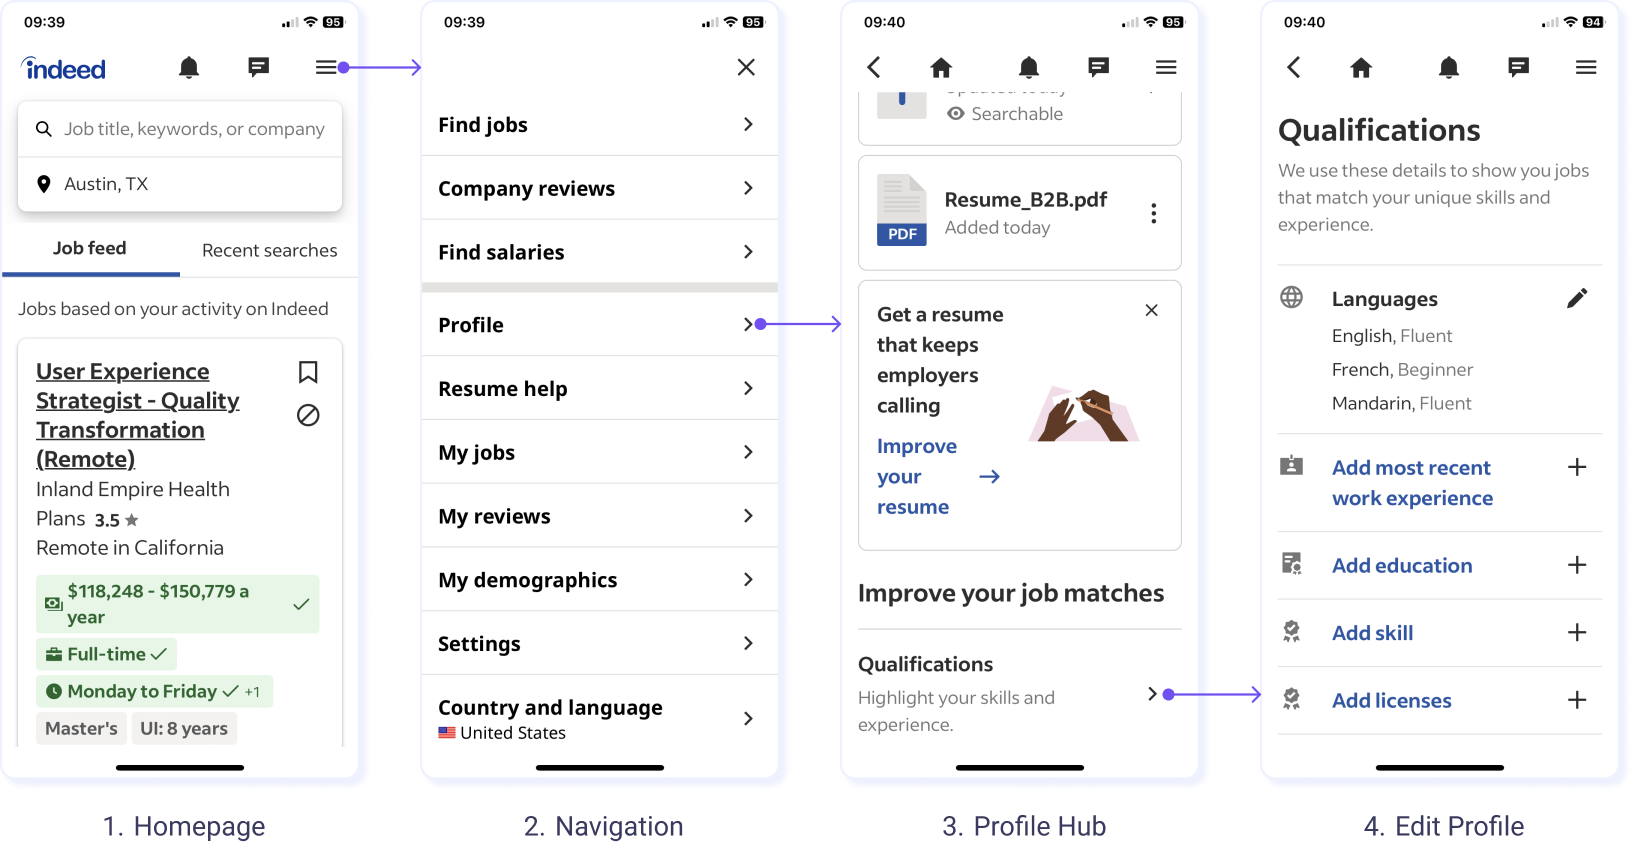 09:39
95
indeed
Job title, keywords, or company
Austin, TX
Job feed
Recent searches
Jobs based on your activity on Indeed
User Experience
Strategist - Quality
Transformation
(Remote)
Inland Empire Health
Plans 3.5
Remote in California
$118,248 - $150,779 a
year
Full-time
Monday to Friday +1
Master's
UI: 8 years
1. Homepage
09:39
95
Find jobs
Company reviews
Find salaries
Profile
Resume help
My jobs
My reviews
My demographics
Settings
Country and language
United States
2. Navigation
09:40
95
Updated today
Searchable
PDF
Resume_B2B.pdf
Added today
Get a resume
that keeps
employers
calling
Improve
your
resume
Improve your job matches
Qualifications
Highlight your skills and
experience.
3. Profile Hub
09:40
94
Qualifications
We use these details to show you jobs
that match your unique skills and
experience.
Languages
English, Fluent
French, Beginner
Mandarin, Fluent
Add most recent
work experience
Add education
Add skill
Add licenses
4. Edit Profile